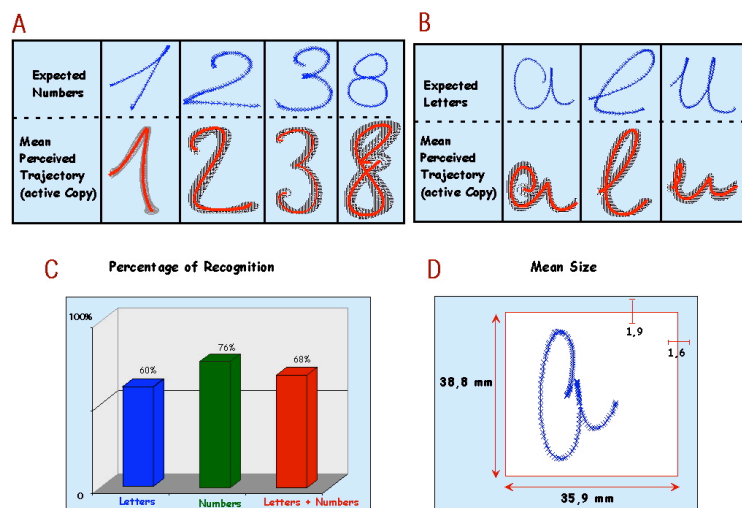 A
Expected
Numbers
1 2 3 8
Mean
Perceived
Trajectory
(active Copy)
1 2 3 8
B
Expected
Letters
a l u
Mean
Perceived
Trajectory
(active Copy)
a l u
C
Percentage of Recognition
100%
60%
76%
68%
0
Letters
Numbers
Letters + Numbers
D
Mean Size
1,9
1,6
38,8 mm
a
35,9 mm